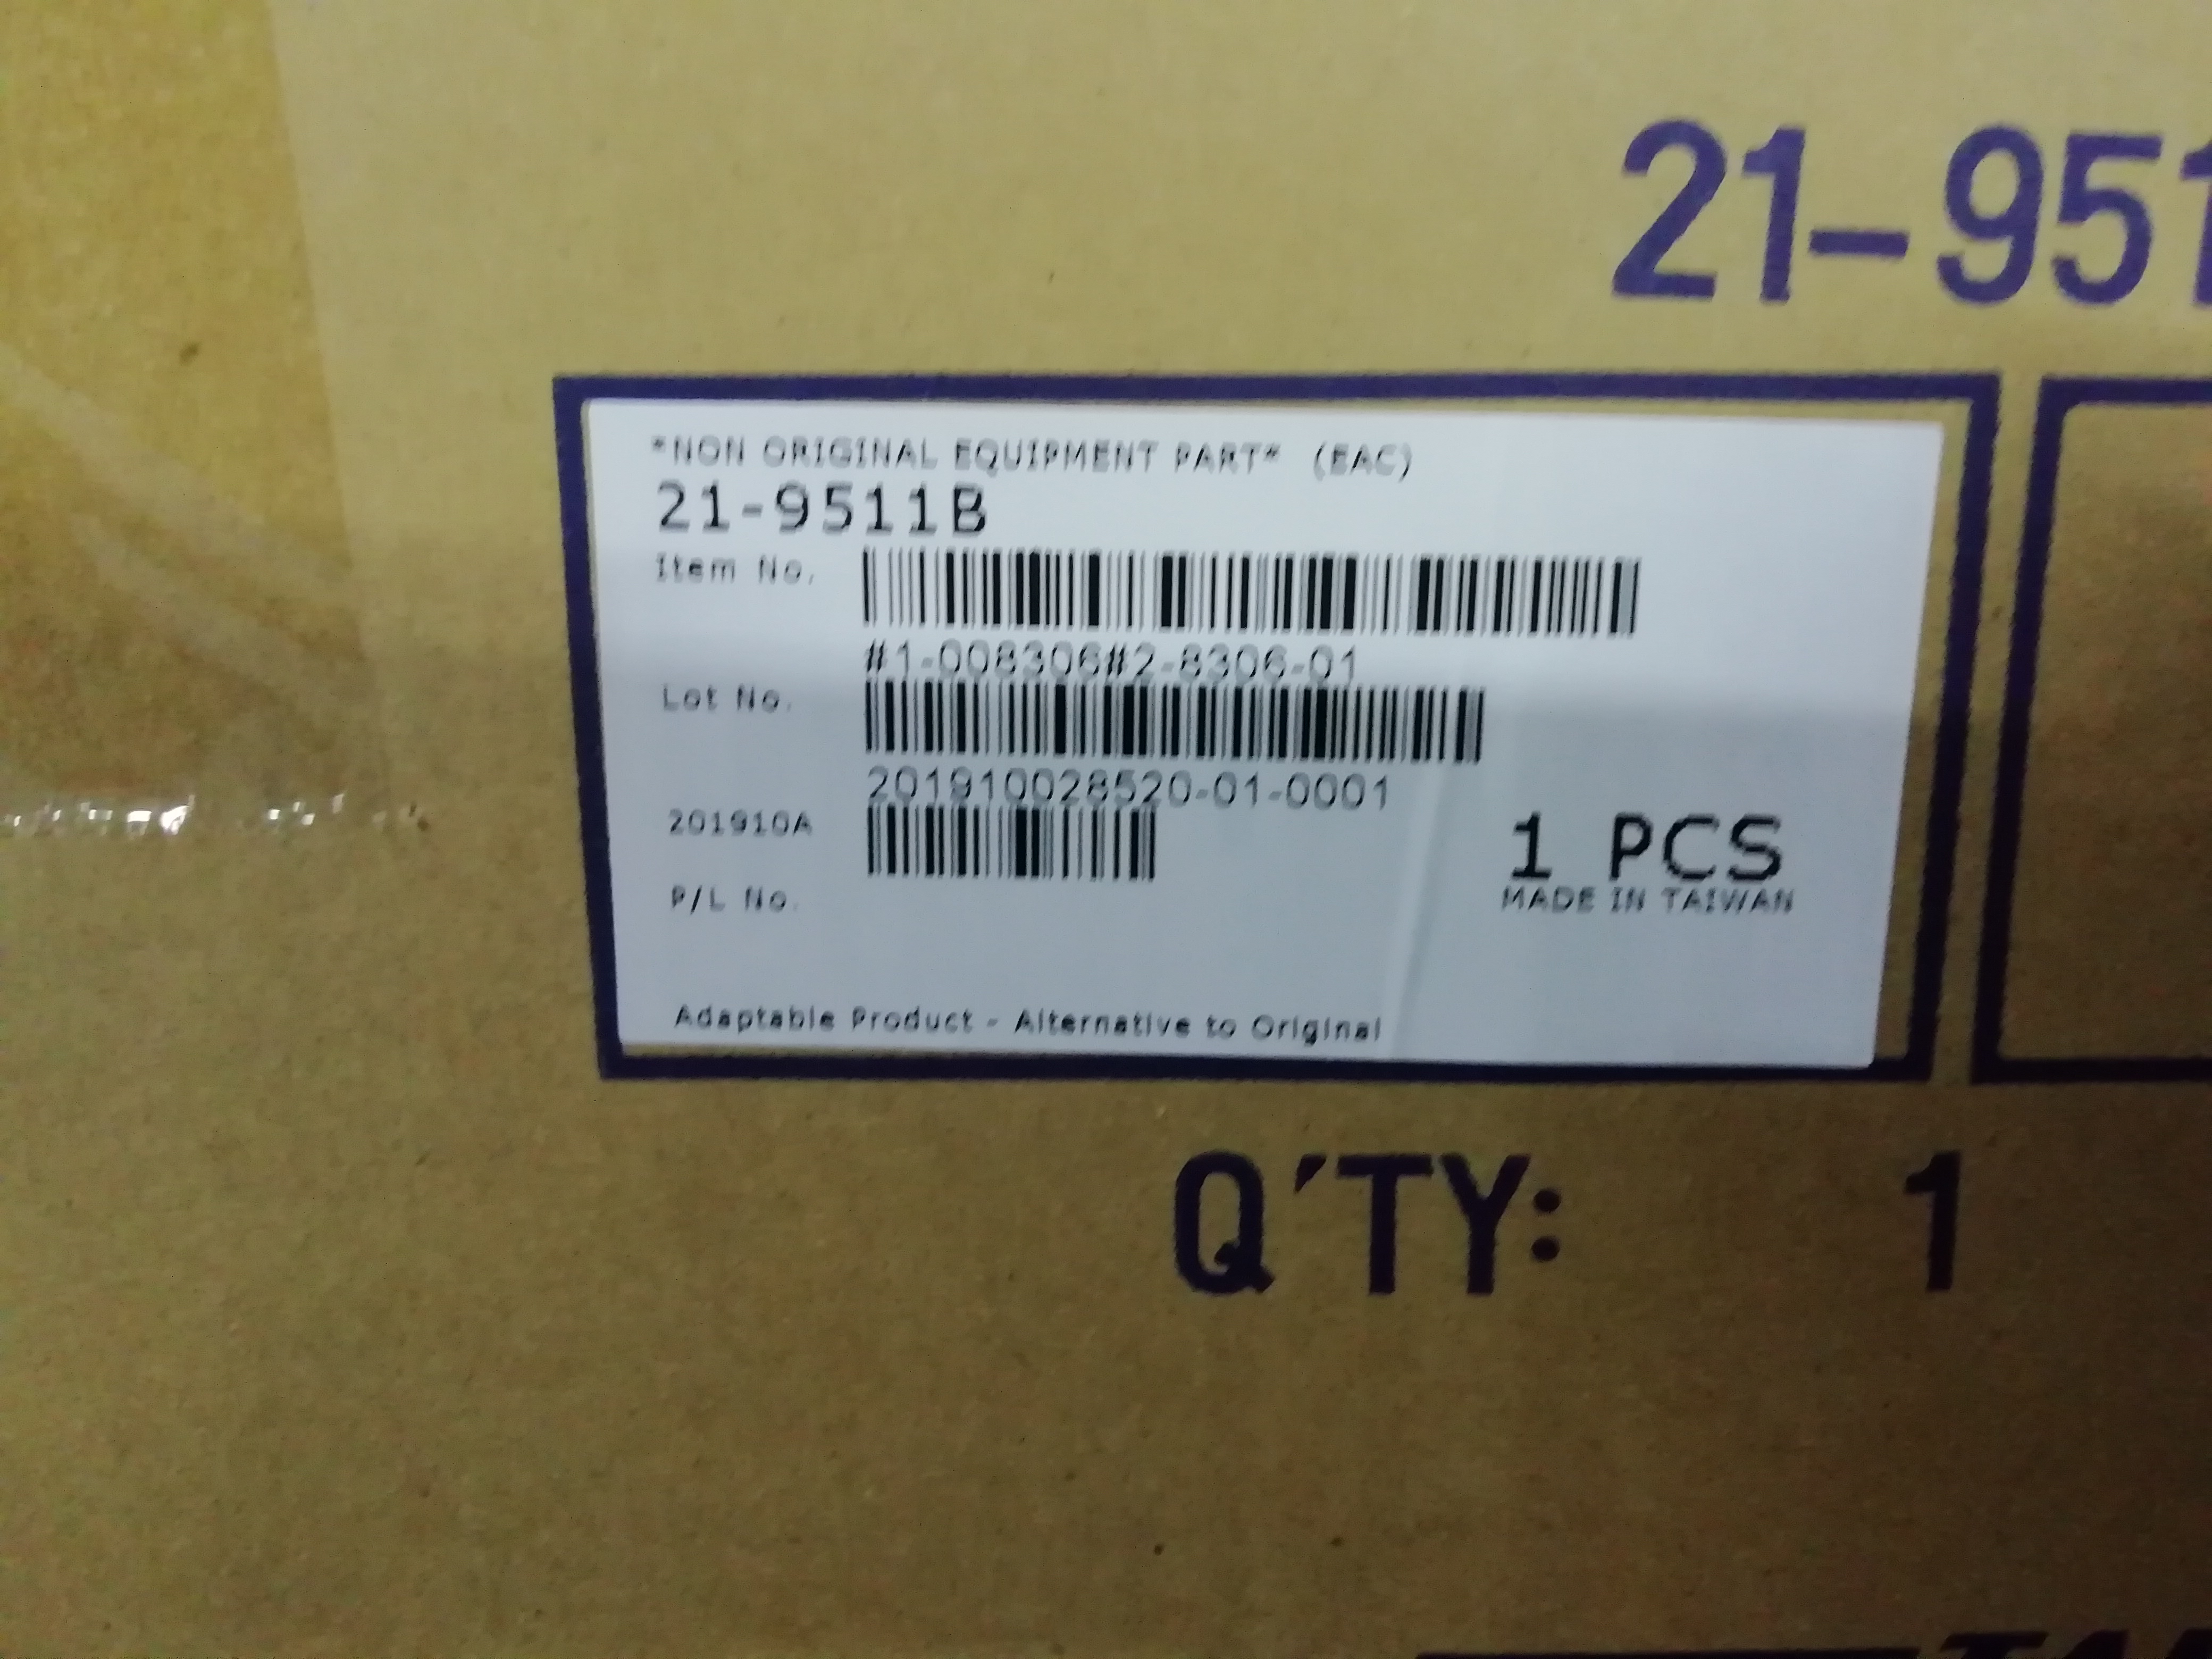 21-951
*NON ORIGINAL EQUIPMENT PART* (EAC)
21-9511B
Item No.
#1-008306#2-8306-01
Lot No.
201910028520-01-0001
201910A
1 PCS
P/L No.
MADE IN TAIWAN
Adaptable Product - Alternative to Original
Q'TY: 1